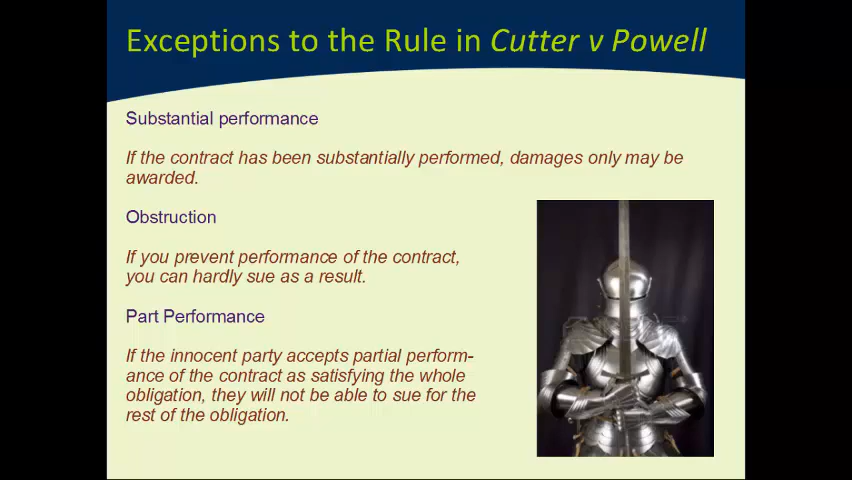 Exceptions to the Rule in Cutter v Powell
Substantial performance
If the contract has been substantially performed, damages only may be
awarded.
Obstruction
If you prevent performance of the contract,
you can hardly sue as a result.
Part Performance
If the innocent party accepts partial perform-
ance of the contract as satisfying the whole
obligation, they will not be able to sue for the
rest of the obligation.